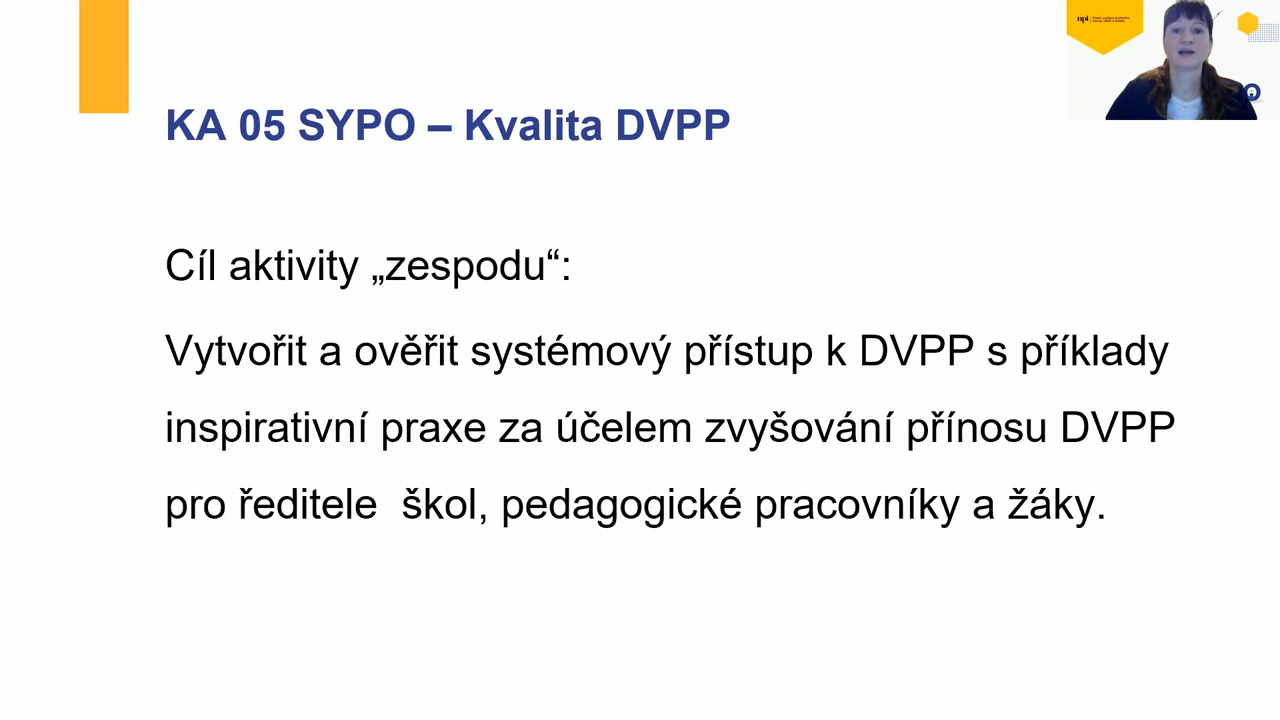 KA 05 SYPO – Kvalita DVPP
Cíl aktivity „zespodu“:
Vytvořit a ověřit systémový přístup k DVPP s příklady
inspirativní praxe za účelem zvyšování přínosu DVPP
pro ředitele  škol, pedagogické pracovníky a žáky.
npi